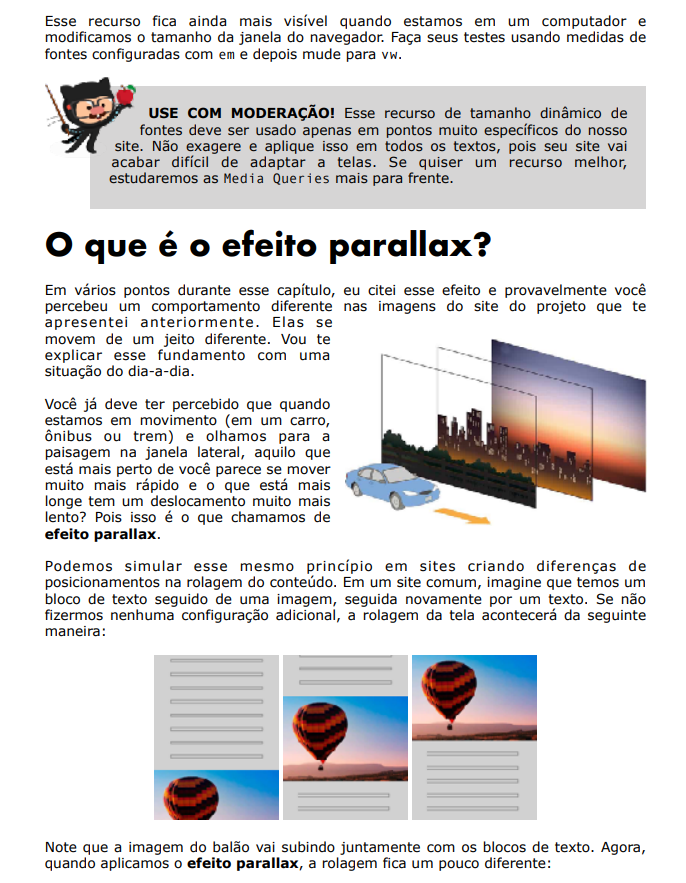 Esse recurso fica ainda mais visível quando estamos em um computador e
modificamos o tamanho da janela do navegador. Faça seus testes usando medidas de
fontes configuradas com em e depois mude para vw.
USE COM MODERAÇÃO! Esse recurso de tamanho dinâmico de
fontes deve ser usado apenas em pontos muito específicos do nosso
site. Não exagere e aplique isso em todos os textos, pois seu site vai
acabar difícil de adaptar a telas. Se quiser um recurso melhor,
estudaremos as Media Queries mais para frente.
O que é o efeito parallax?
Em vários pontos durante esse capítulo, eu citei esse efeito e provavelmente você
percebeu um comportamento diferente nas imagens do site do projeto que te
apresentei anteriormente. Elas se
movem de um jeito diferente. Vou te
explicar esse fundamento com uma
situação do dia-a-dia.
Você já deve ter percebido que quando
estamos em movimento (em um carro,
ônibus ou trem) e olhamos para a
paisagem na janela lateral, aquilo que
está mais perto de você parece se mover
muito mais rápido e o que está mais
longe tem um deslocamento muito mais
lento? Pois isso é o que chamamos de
efeito parallax.
Podemos simular esse mesmo princípio em sites criando diferenças de
posicionamentos na rolagem do conteúdo. Em um site comum, imagine que temos um
bloco de texto seguido de uma imagem, seguida novamente por um texto. Se não
fizermos nenhuma configuração adicional, a rolagem da tela acontecerá da seguinte
maneira:
Note que a imagem do balão vai subindo juntamente com os blocos de texto. Agora,
quando aplicamos o efeito parallax, a rolagem fica um pouco diferente: